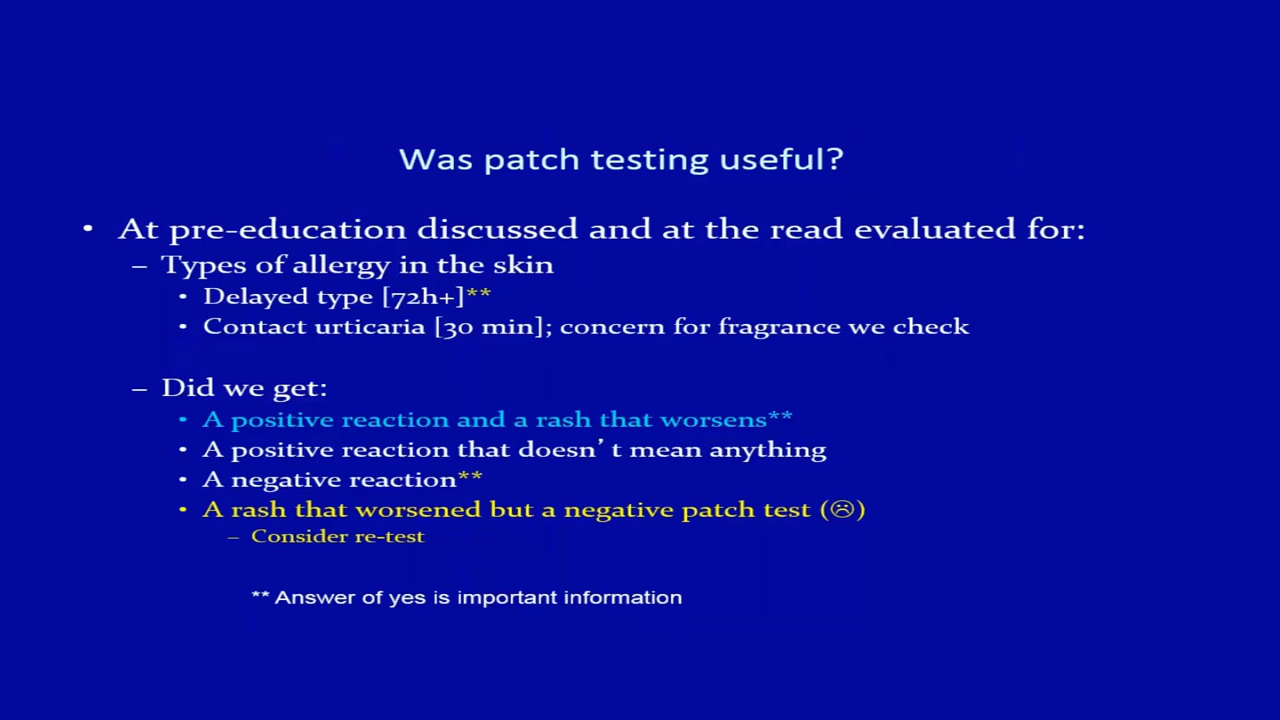 Was patch testing useful?
• At pre-education discussed and at the read evaluated for:
– Types of allergy in the skin
• Delayed type [72h+]**
• Contact urticaria [30 min]; concern for fragrance we check
– Did we get:
• A positive reaction and a rash that worsens**
• A positive reaction that doesn’ t mean anything
• A negative reaction**
• A rash that worsened but a negative patch test (☹)
– Consider re-test
** Answer of yes is important information